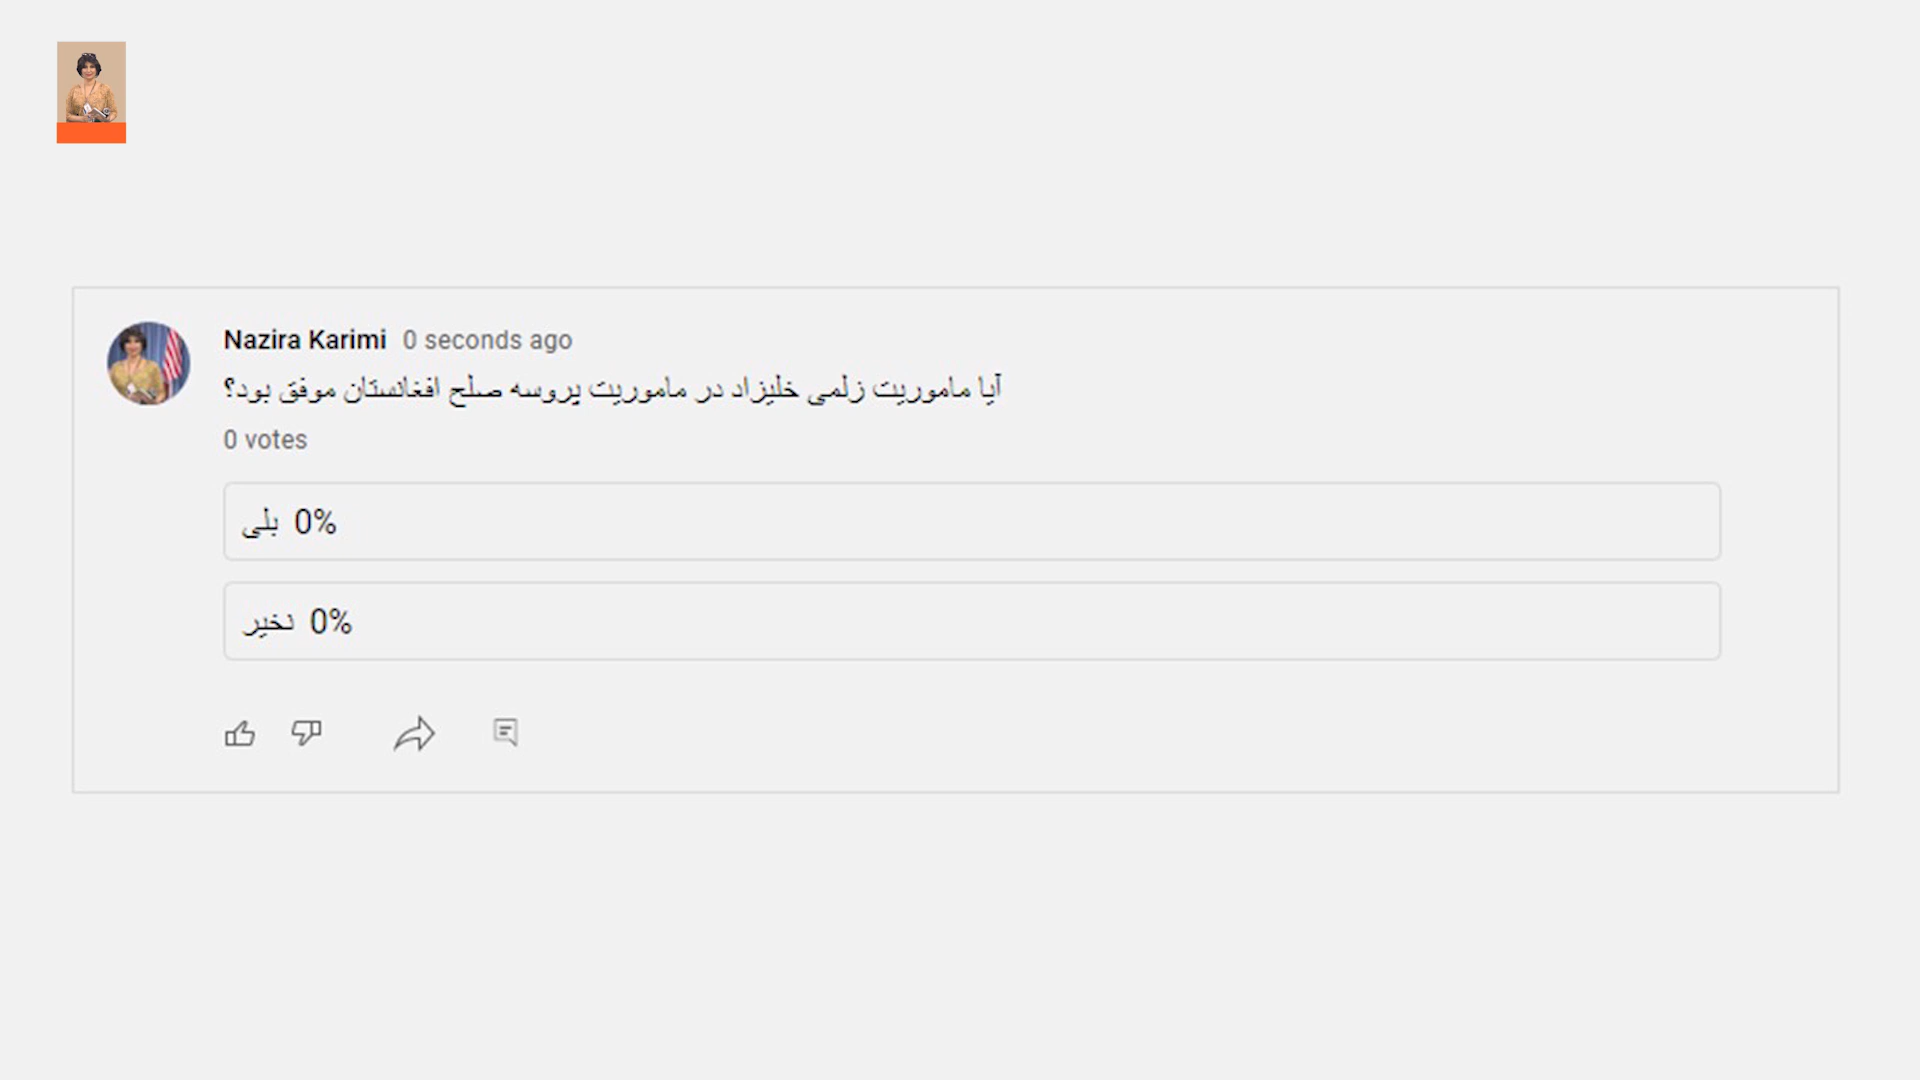 Nazira Karimi 0 seconds ago
آیا ماموریت زلمی خلیزاد در ماموریت پروسه صلح افغانستان موفق بود؟
0 votes
بلی 0%
نخیر 0%